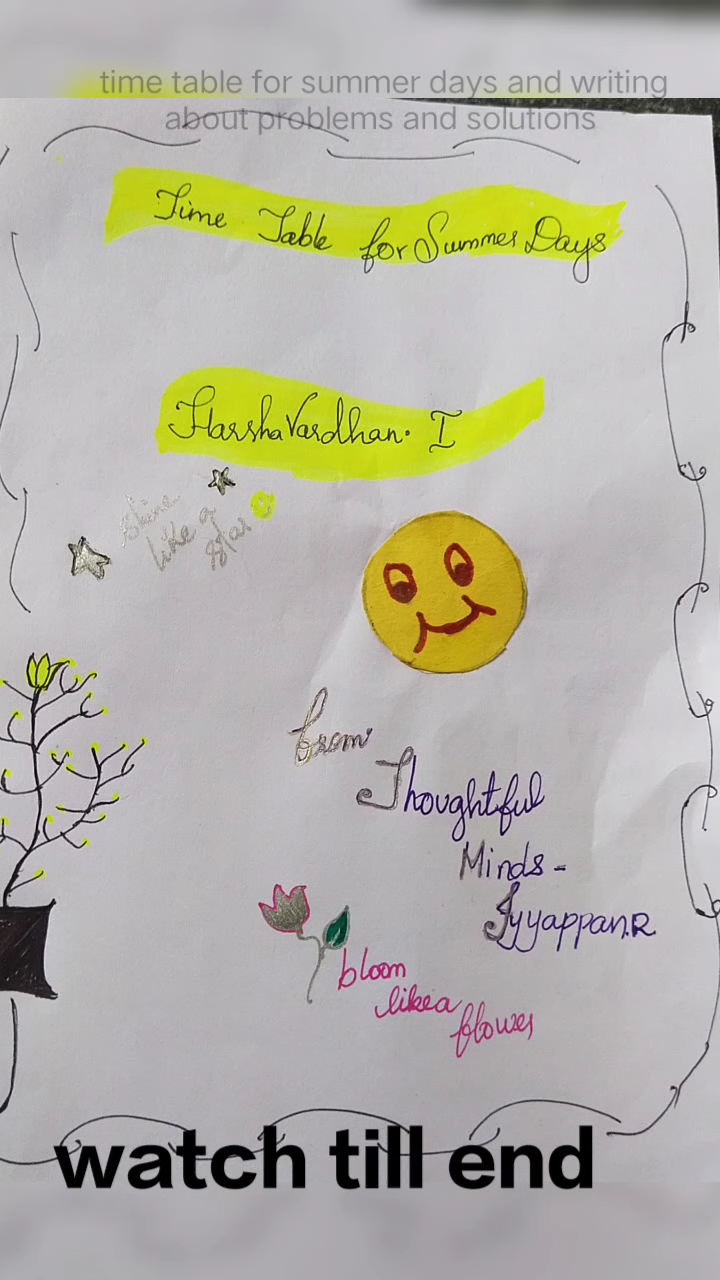 time table for summer days and writing
about problems and solutions
Time Table for Summer Days
HarshaVardhan. I
shine
like a
star
from
Thoughtful
Minds-
Iyyappan.R
bloom
like a
flower
watch till end